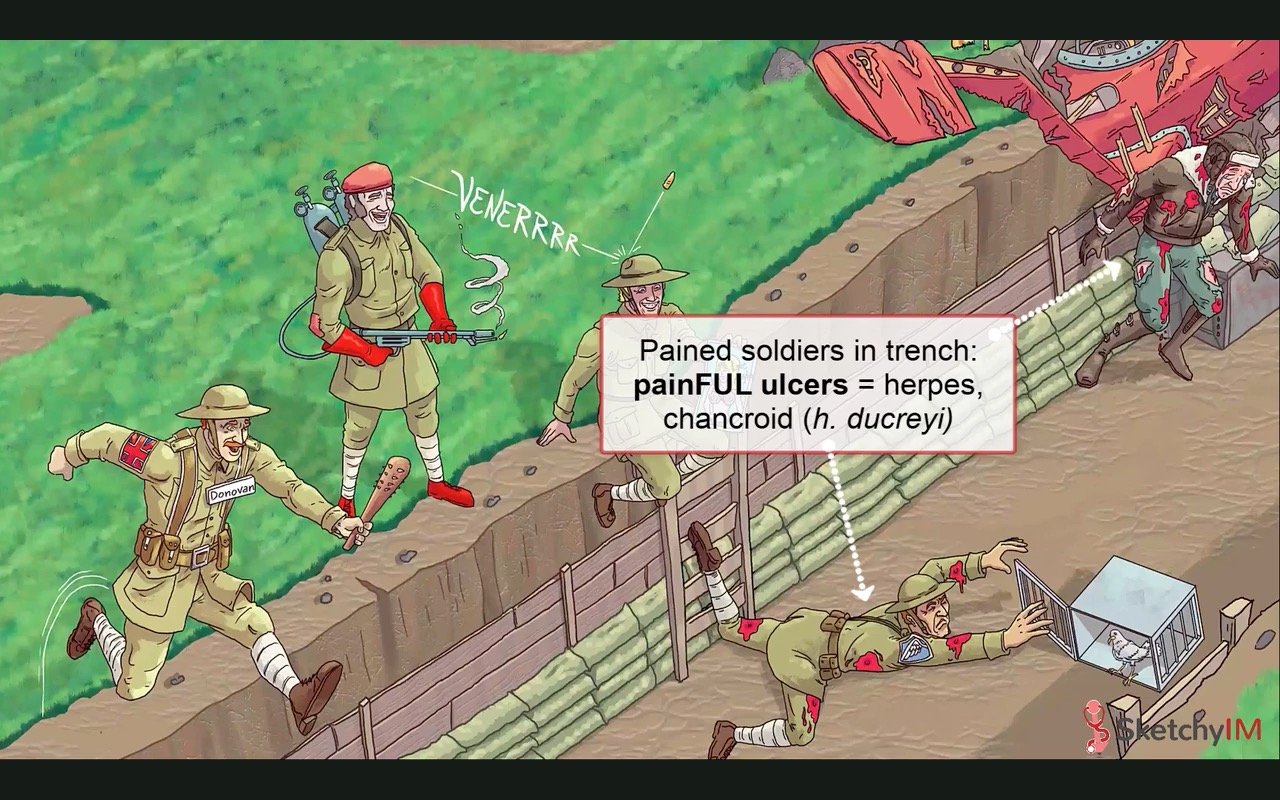 VENERRRR
Pained soldiers in trench:
painFUL ulcers = herpes,
chancroid (h. ducreyi)
Donovan
SketchyIM